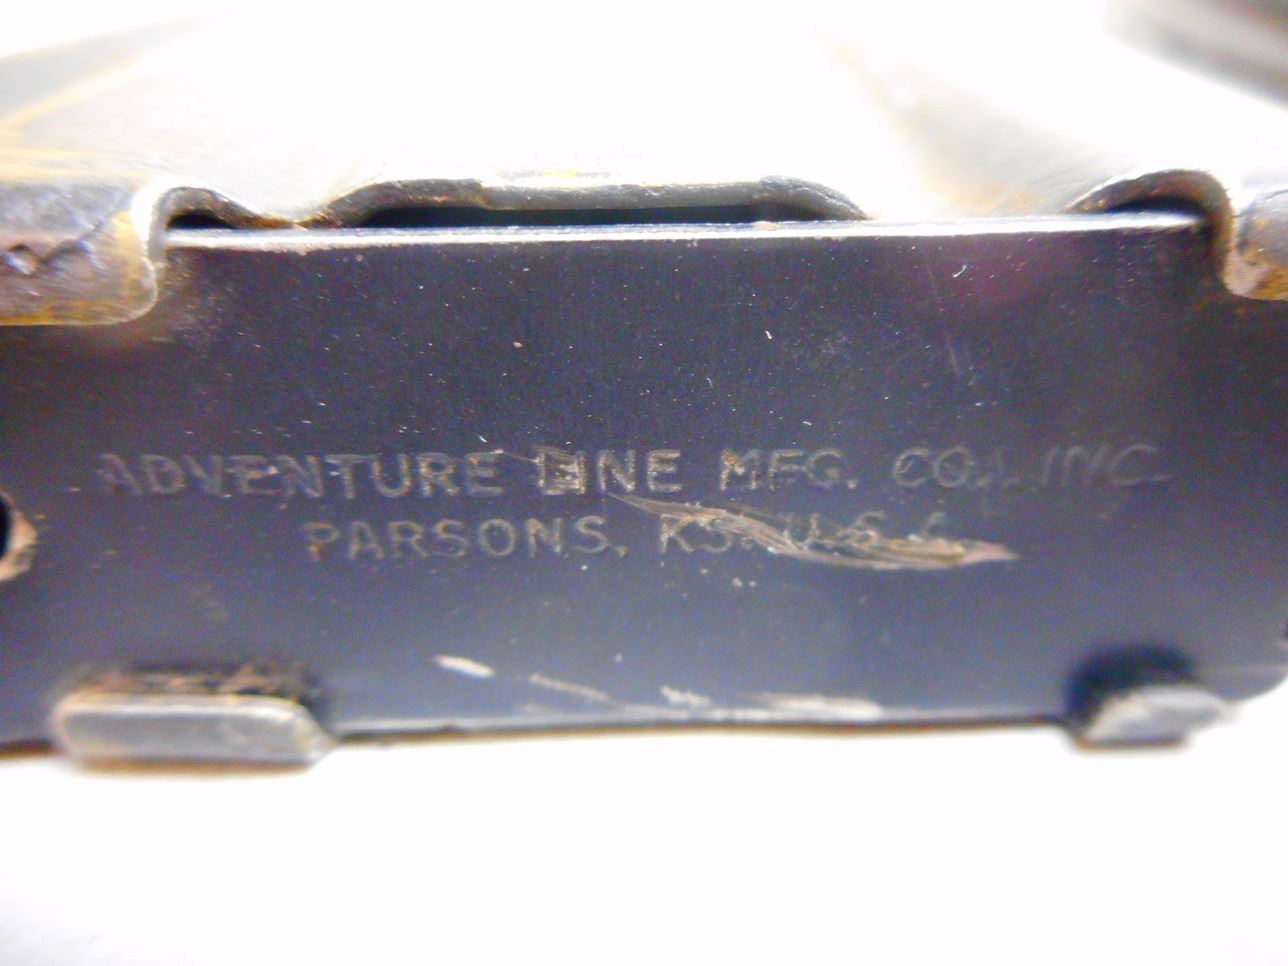 ADVENTURE LINE MFG. CO., INC.
PARSONS, KS. U.S.A.